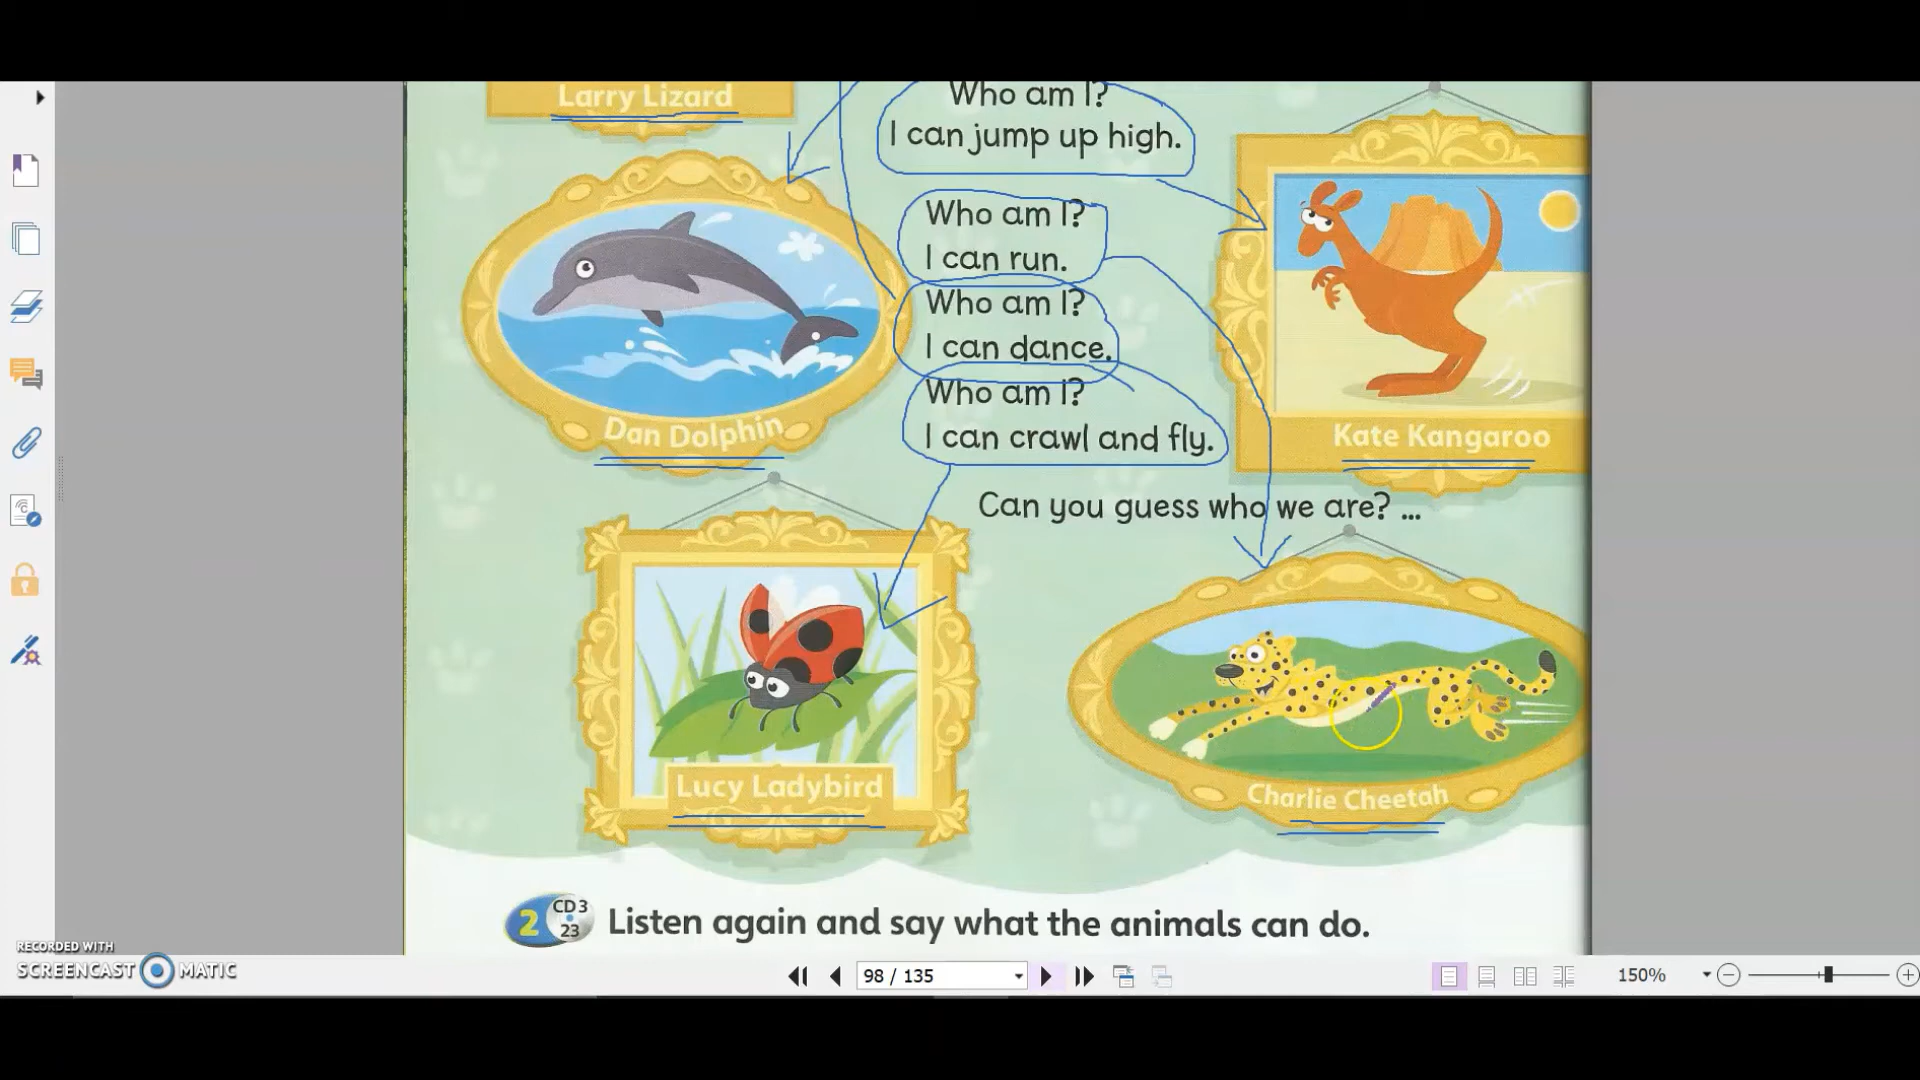 Larry Lizard
Who am I?
I can jump up high.
Who am I?
I can run.
Who am I?
I can dance.
Who am I?
I can crawl and fly.
Dan Dolphin
Kate Kangaroo
Can you guess who we are? ...
Lucy Ladybird
Charlie Cheetah
2 CD3 23 Listen again and say what the animals can do.
RECORDED WITH
SCREENCAST MATIC
98 / 135
150%